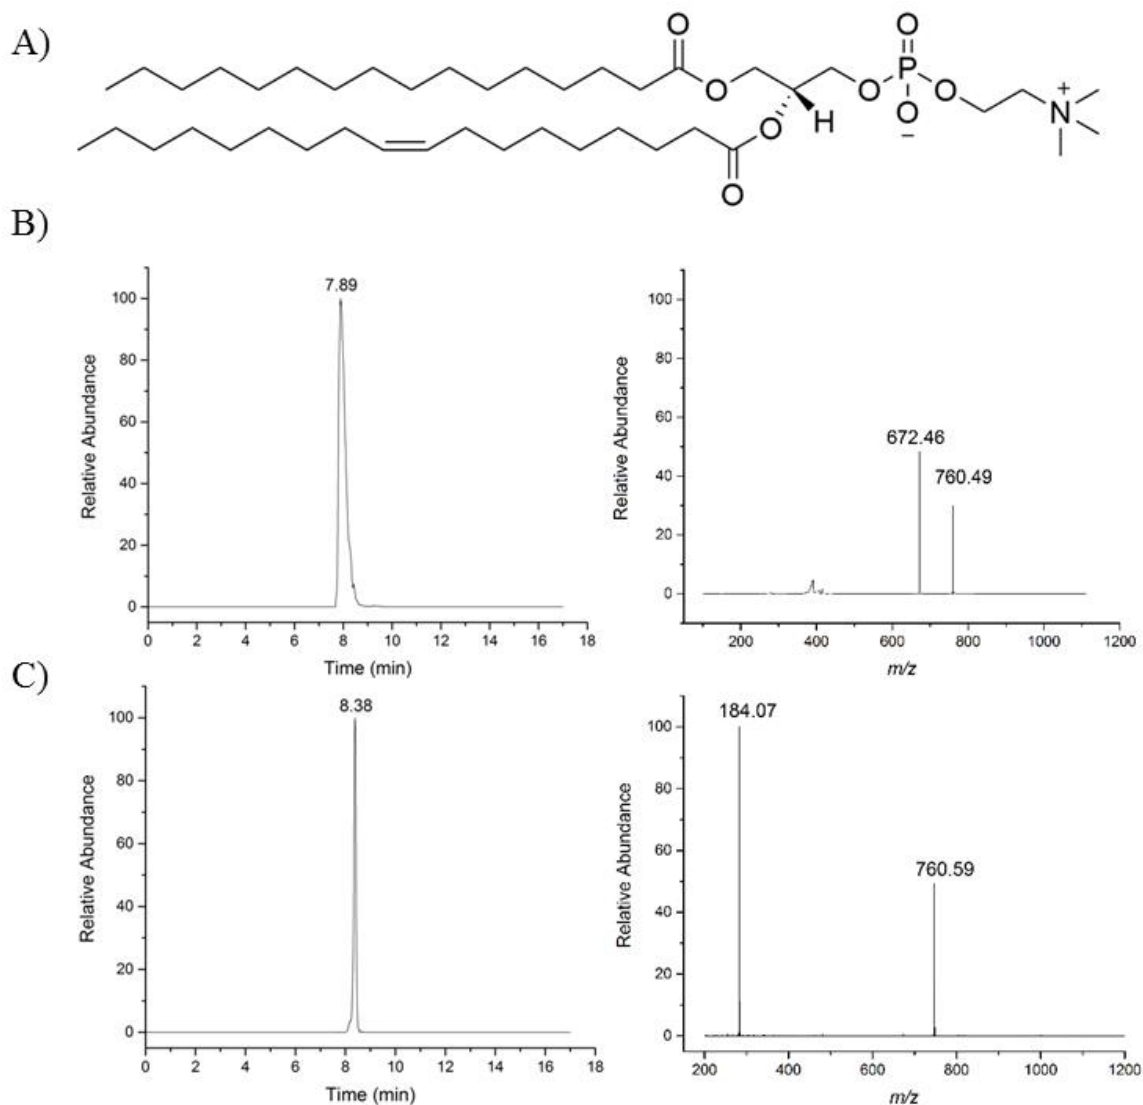 A)
O
O
O
O
H
O
P
O
O
−
N
+
O
O
B)
7.89
Relative Abundance
100
80
60
40
20
0
0 2 4 6 8 10 12 14 16 18
Time (min)
672.46
760.49
Relative Abundance
100
80
60
40
20
0
200 400 600 800 1000 1200
m/z
C)
8.38
Relative Abundance
100
80
60
40
20
0
0 2 4 6 8 10 12 14 16 18
Time (min)
184.07
760.59
Relative Abundance
100
80
60
40
20
0
200 400 600 800 1000 1200
m/z